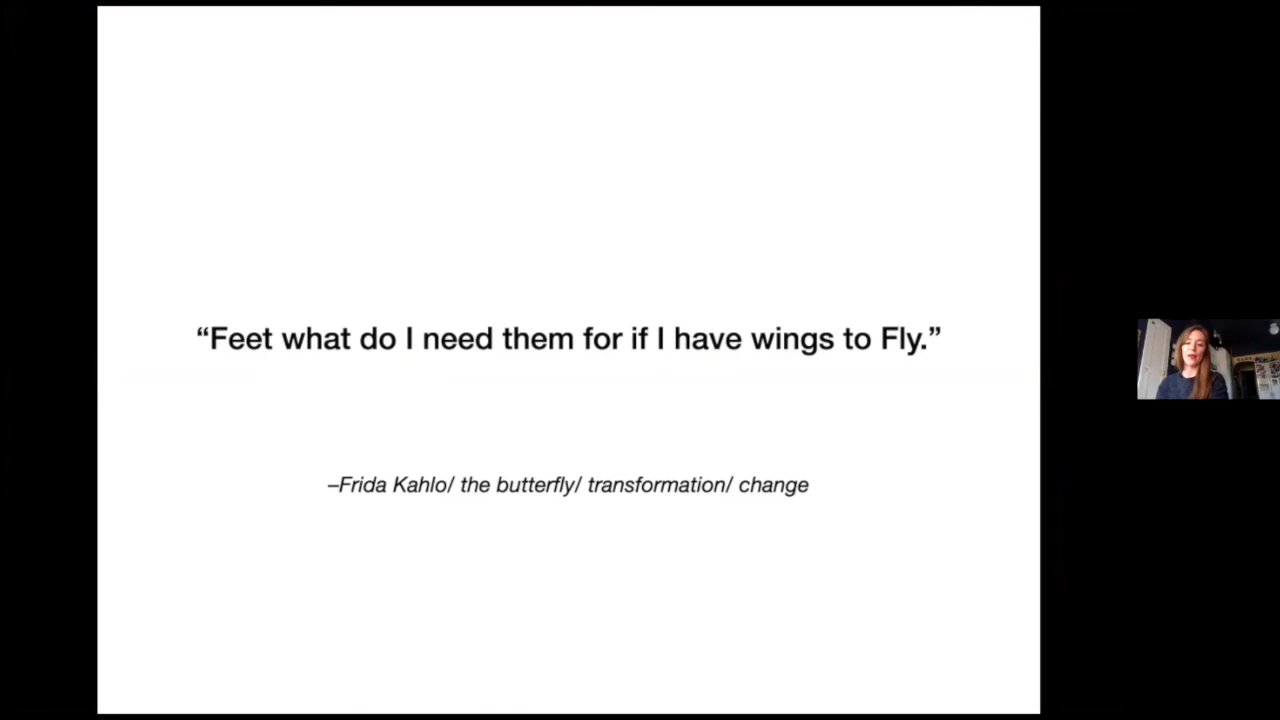 “Feet what do I need them for if I have wings to Fly.”
–Frida Kahlo/ the butterfly/ transformation/ change